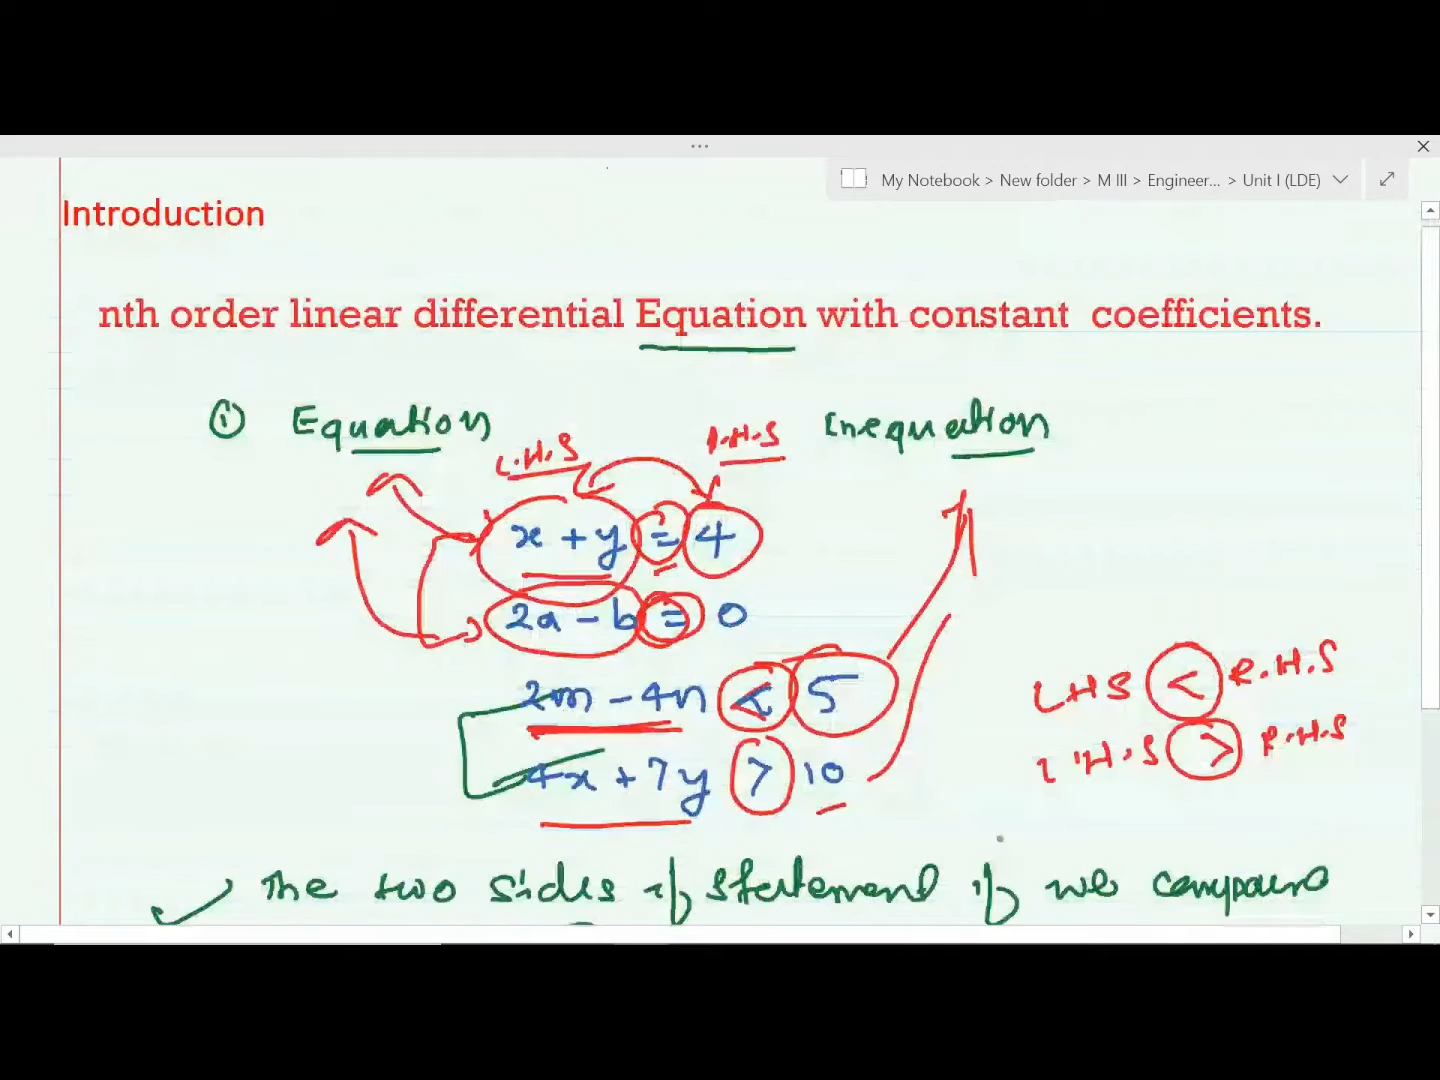 My Notebook > New folder > M III > Engineer... > Unit I (LDE)
Introduction
nth order linear differential Equation with constant coefficients.
① Equation Inequation
L.H.S R.H.S
x + y = 4
2a - b = 0
2m - 4n < 5
4x + 7y > 10
LHS < R.H.S
L.H.S > R.H.S
The two sides of statement if we compare